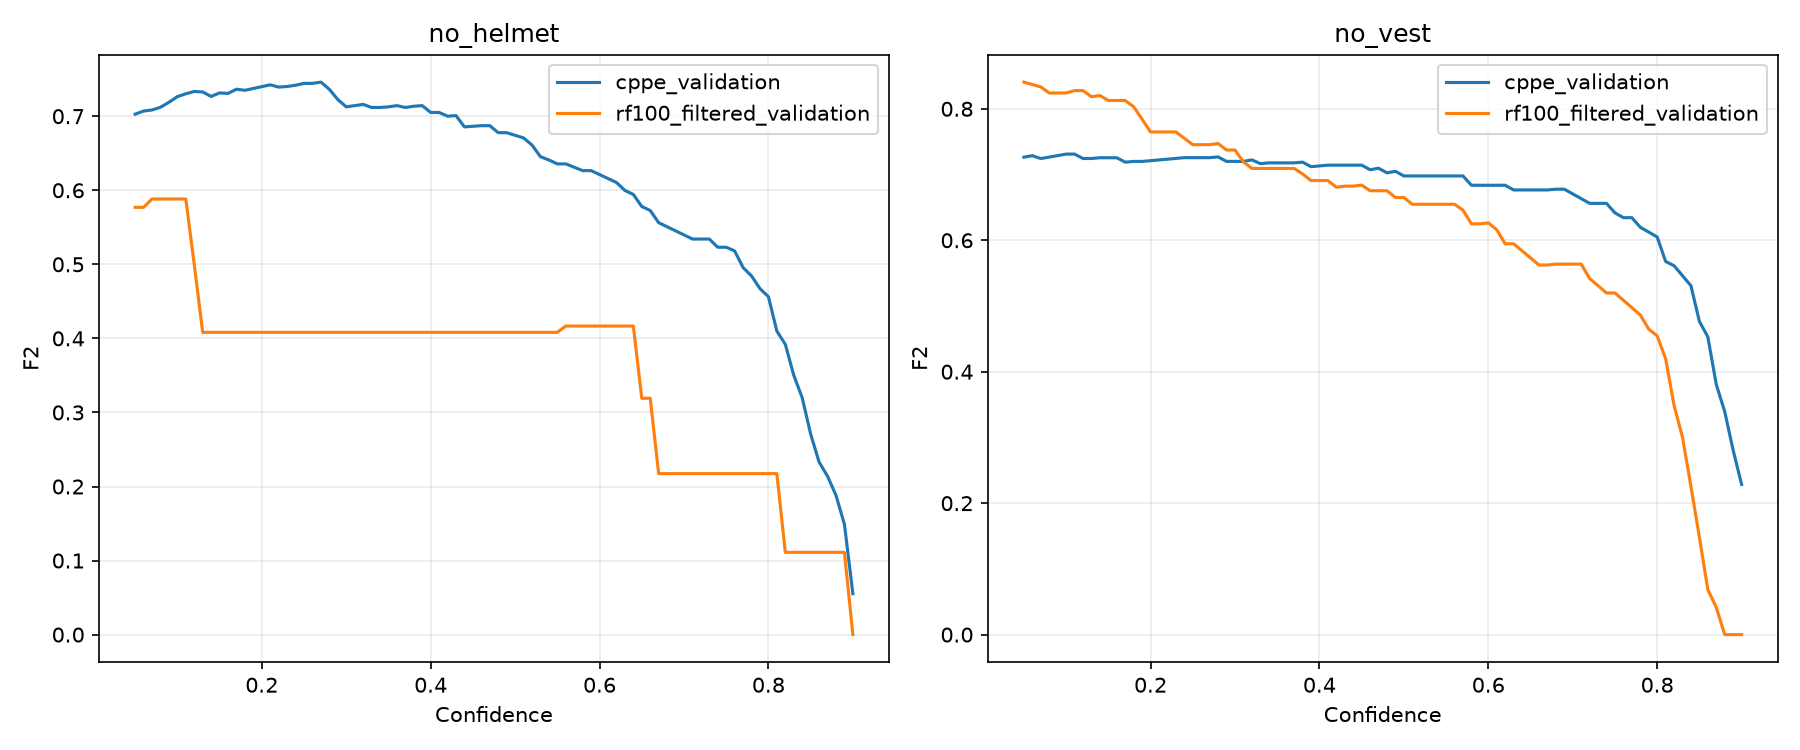 no_helmet
cppe_validation
rf100_filtered_validation
F2
0.7
0.6
0.5
0.4
0.3
0.2
0.1
0.0
0.2 0.4 0.6 0.8
Confidence
no_vest
cppe_validation
rf100_filtered_validation
F2
0.8
0.6
0.4
0.2
0.0
0.2 0.4 0.6 0.8
Confidence